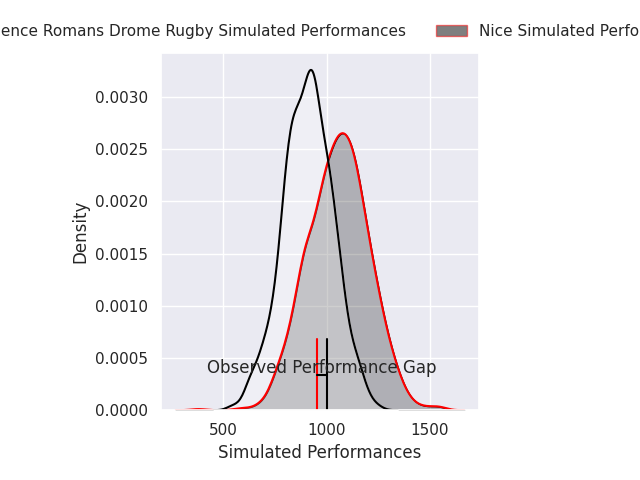 ence Romans Drome Rugby Simulated Performances
Nice Simulated Perfo
0.0030
0.0025
0.0020
0.0015
0.0010
0.0005
0.0000
Density
Observed Performance Gap
500 1000 1500
Simulated Performances